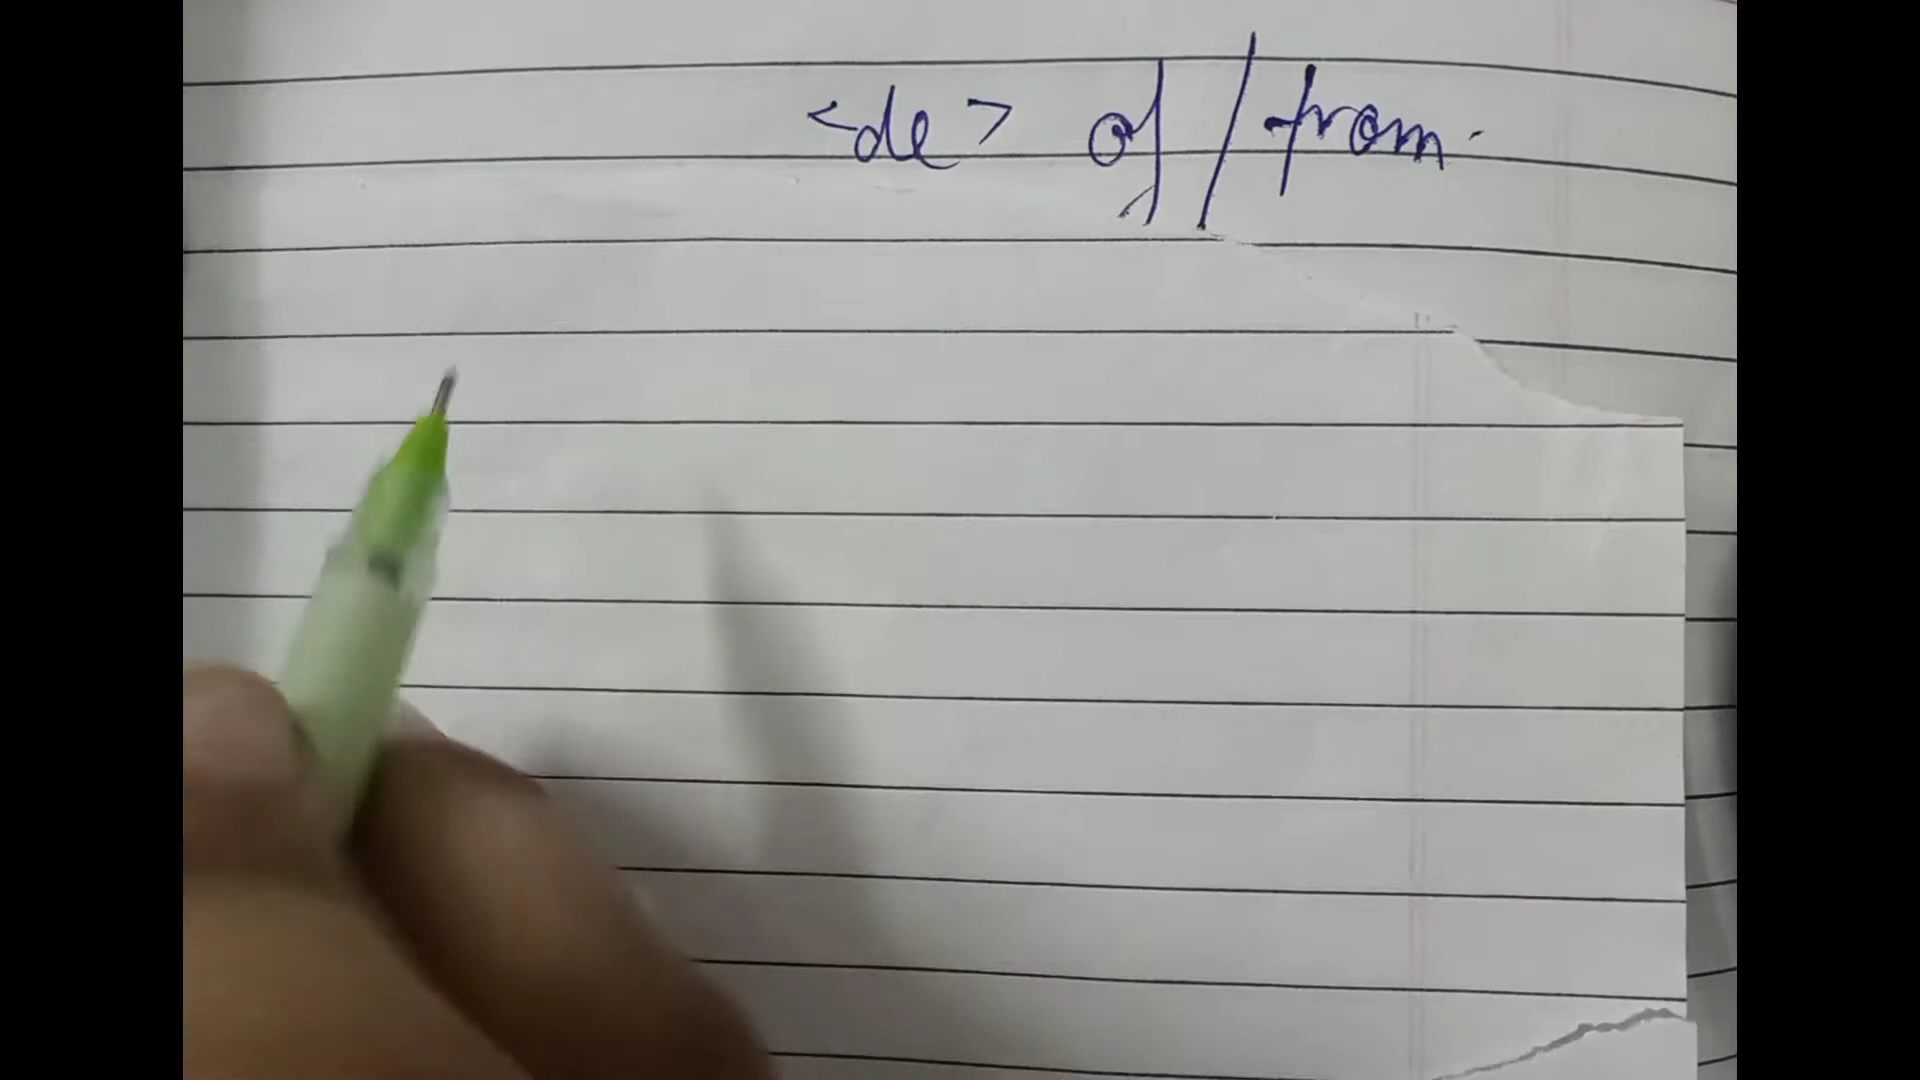 <de> of / from.